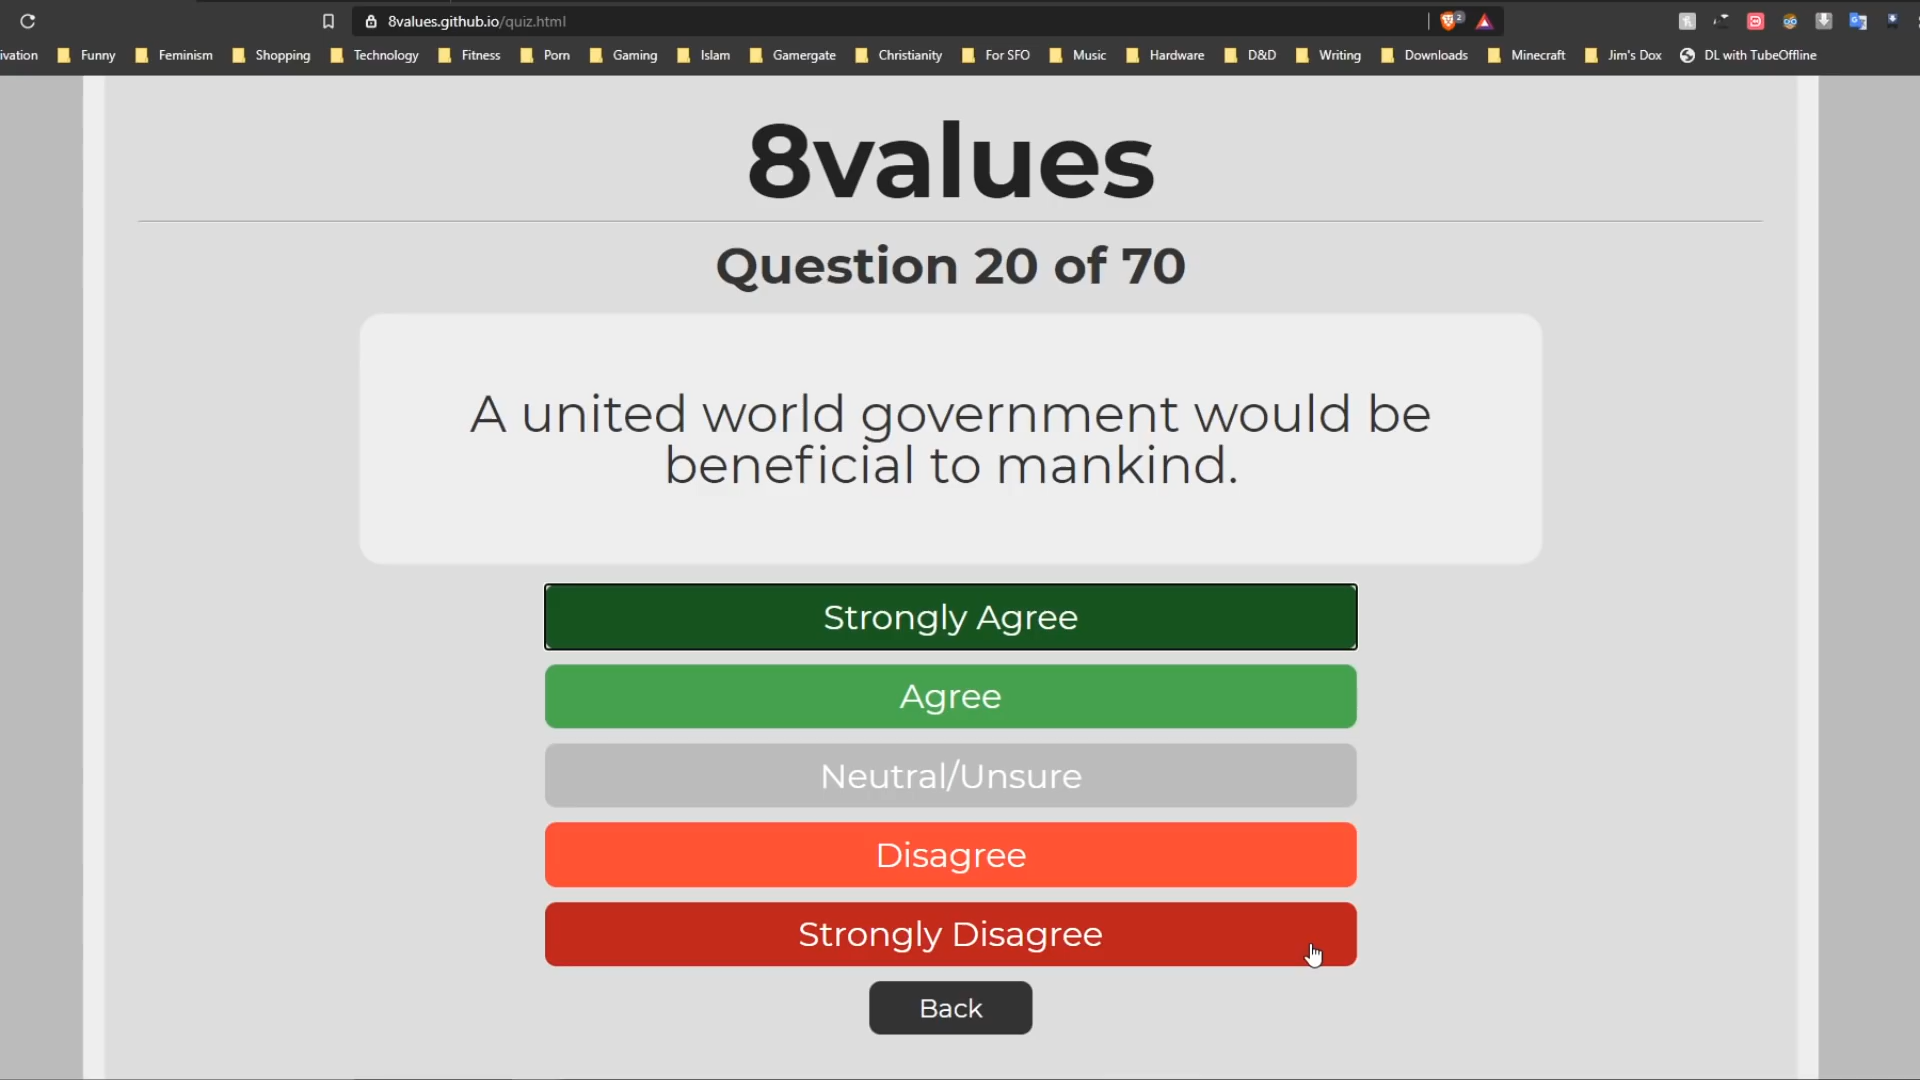 8values.github.io/quiz.html
2
ivation Funny Feminism Shopping Technology Fitness Porn Gaming Islam Gamergate Christianity For SFO Music Hardware D&D Writing Downloads Minecraft Jim's Dox DL with TubeOffline
8values
Question 20 of 70
A united world government would be
beneficial to mankind.
Strongly Agree
Agree
Neutral/Unsure
Disagree
Strongly Disagree
Back